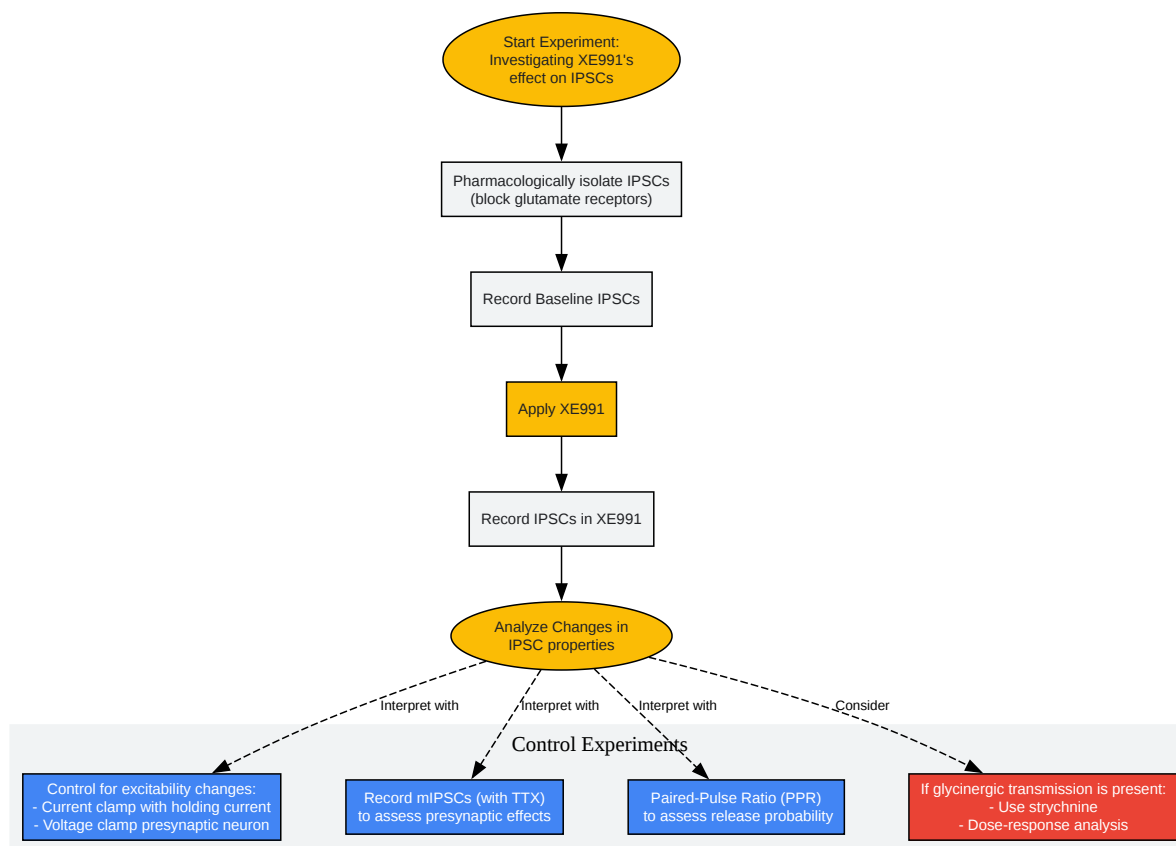 Start Experiment:
Investigating XE991's
effect on IPSCs
Pharmacologically isolate IPSCs
(block glutamate receptors)
Record Baseline IPSCs
Apply XE991
Record IPSCs in XE991
Analyze Changes in
IPSC properties
Interpret with
Interpret with
Interpret with
Consider
Control Experiments
Control for excitability changes:
- Current clamp with holding current
- Voltage clamp presynaptic neuron
Record mIPSCs (with TTX)
to assess presynaptic effects
Paired-Pulse Ratio (PPR)
to assess release probability
If glycinergic transmission is present:
- Use strychnine
- Dose-response analysis